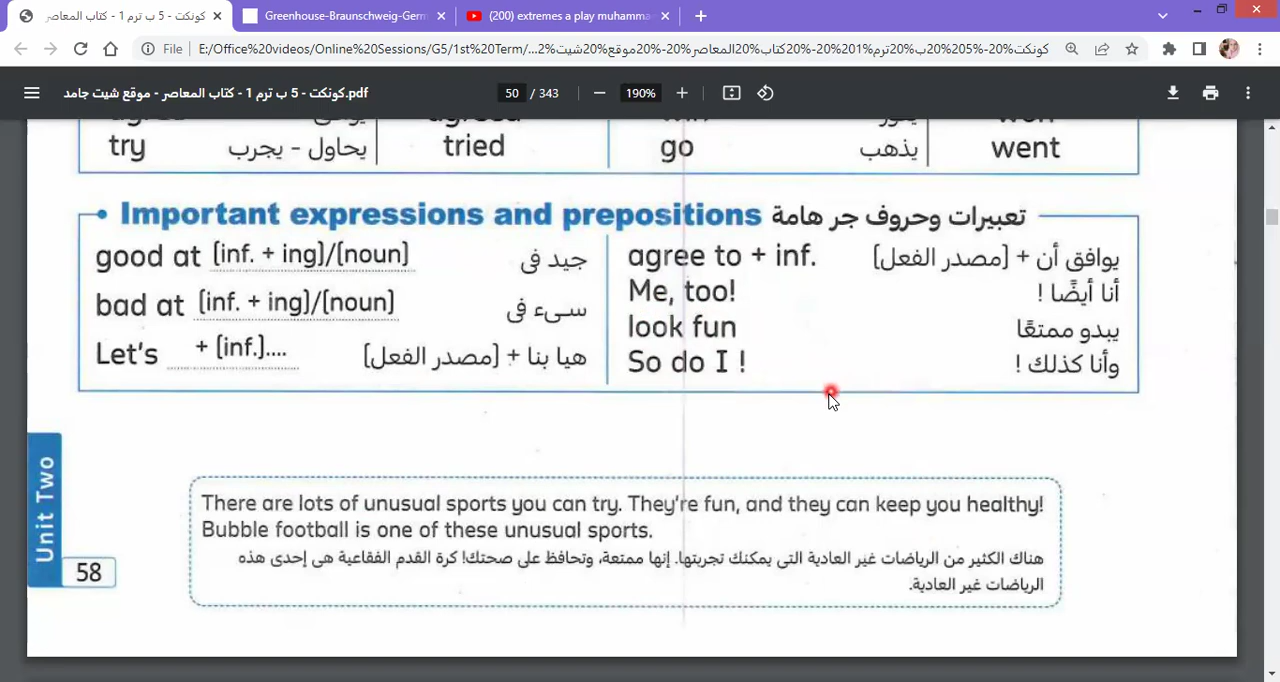 كونكت - 5 ب ترم 1 - كتاب المعاصر
Greenhouse-Braunschweig-Germ
(200) extremes a play muhamma
File
E:/Office%20videos/Online%20Sessions/G5/1st%20Term/...2%شيت%20موقع%20-%20المعاصر%20كتاب%20-%201%20ترم%20ب%205%20-%20كونكت
كونكت - 5 ب ترم 1 - كتاب المعاصر - موقع شيت جامد.pdf
50 / 343
190%
try يحاول - يجرب tried go يذهب went
Important expressions and prepositions تعبيرات وحروف جر هامة
good at [inf. + ing]/[noun] جيد فى
bad at [inf. + ing]/[noun] سىء فى
Let's + [inf.].... هيا بنا + [مصدر الفعل]
agree to + inf. يوافق أن + [مصدر الفعل]
Me, too! أنا أيضًا !
look fun يبدو ممتعًا
So do I ! وأنا كذلك !
Unit Two
58
There are lots of unusual sports you can try. They're fun, and they can keep you healthy!
Bubble football is one of these unusual sports.
هناك الكثير من الرياضات غير العادية التى يمكنك تجربتها. إنها ممتعة، وتحافظ على صحتك! كرة القدم الفقاعية هى إحدى هذه
الرياضات غير العادية.